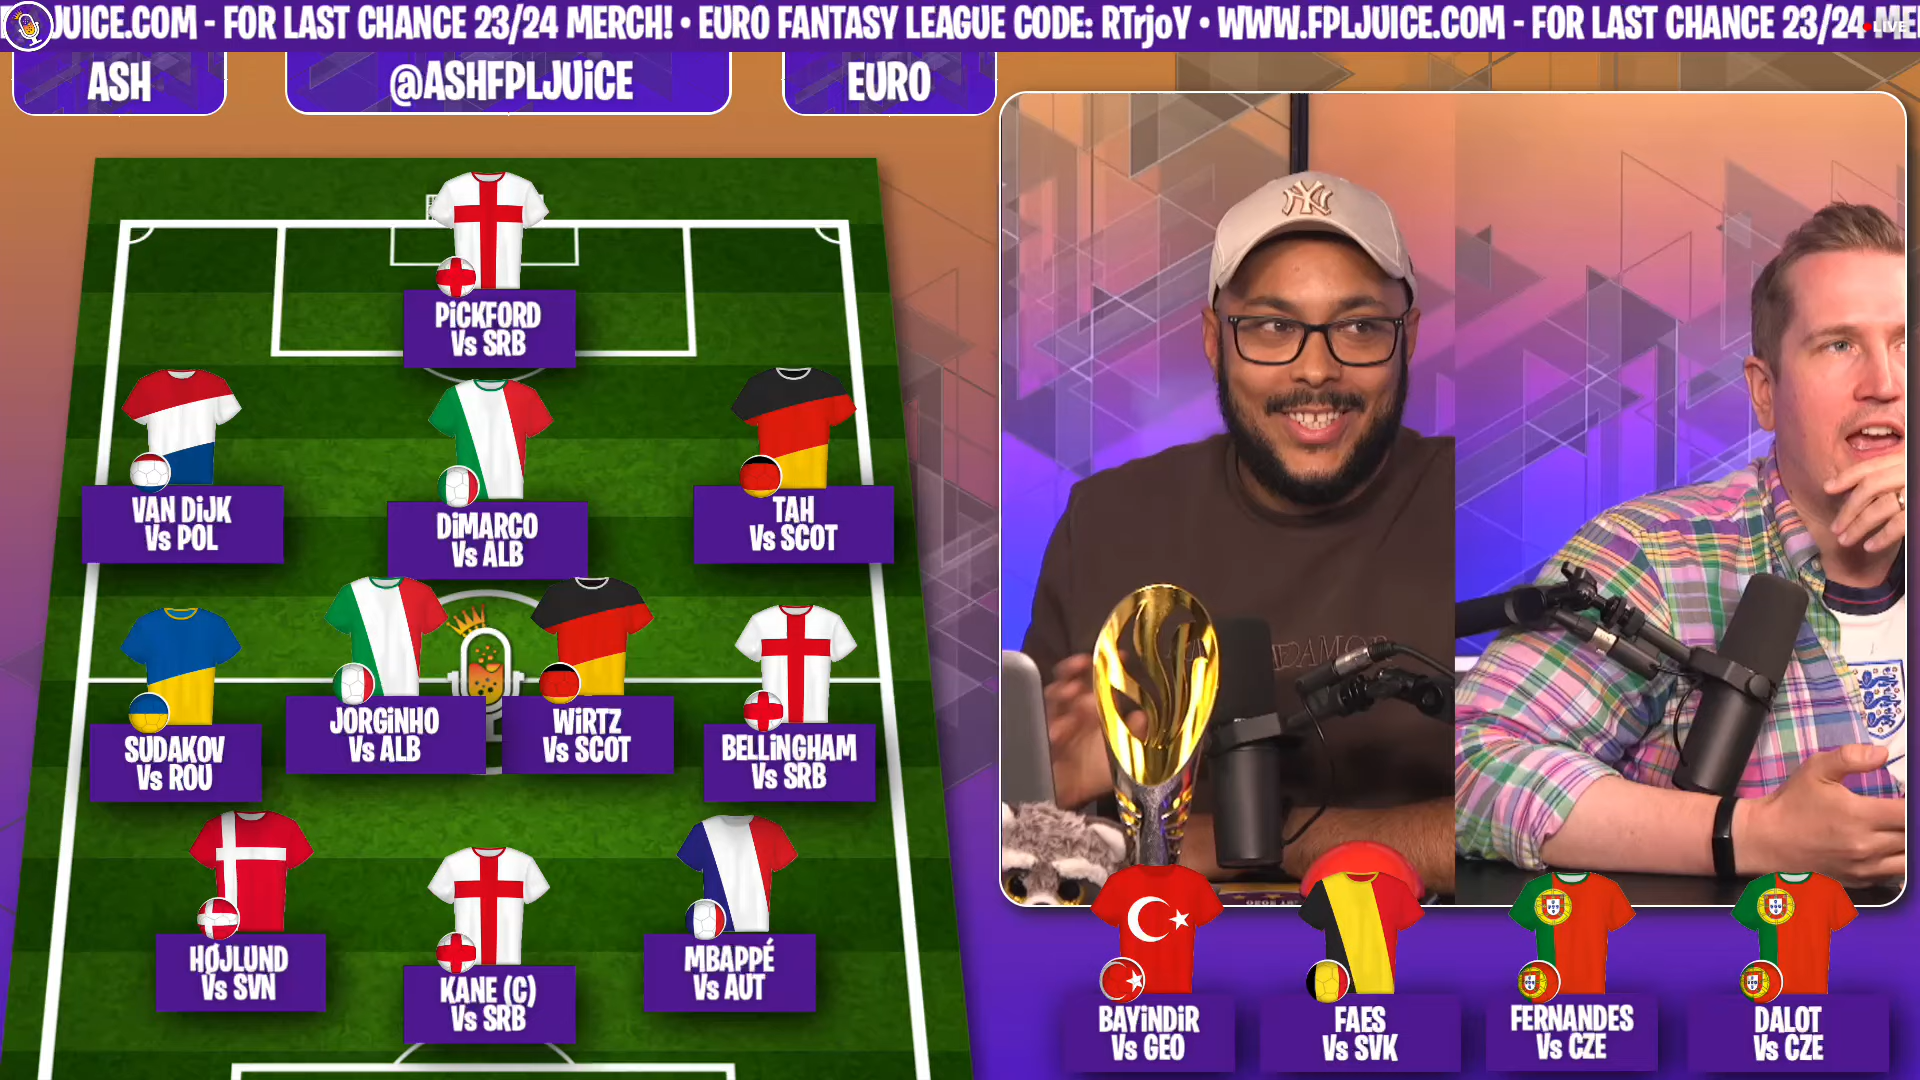 JUiCE.COM - FOR LAST CHANCE 23/24 MERCH! • EURO FANTASY LEAGUE CODE: RTrjoY • WWW.FPLJUiCE.COM - FOR LAST CHANCE 23/24 MER
LIVE
ASH
@ASHFPLJUiCE
EURO
NY
PiCKFORD
Vs SRB
VAN DiJK
Vs POL
DiMARCO
Vs ALB
TAH
Vs SCOT
SUDAKOV
Vs ROU
JORGiNHO
Vs ALB
WiRTZ
Vs SCOT
BELLiNGHAM
Vs SRB
HØJLUND
Vs SVN
KANE (C)
Vs SRB
MBAPPÉ
Vs AUT
BAYiNDiR
Vs GEO
FAES
Vs SVK
FERNANDES
Vs CZE
DALOT
Vs CZE